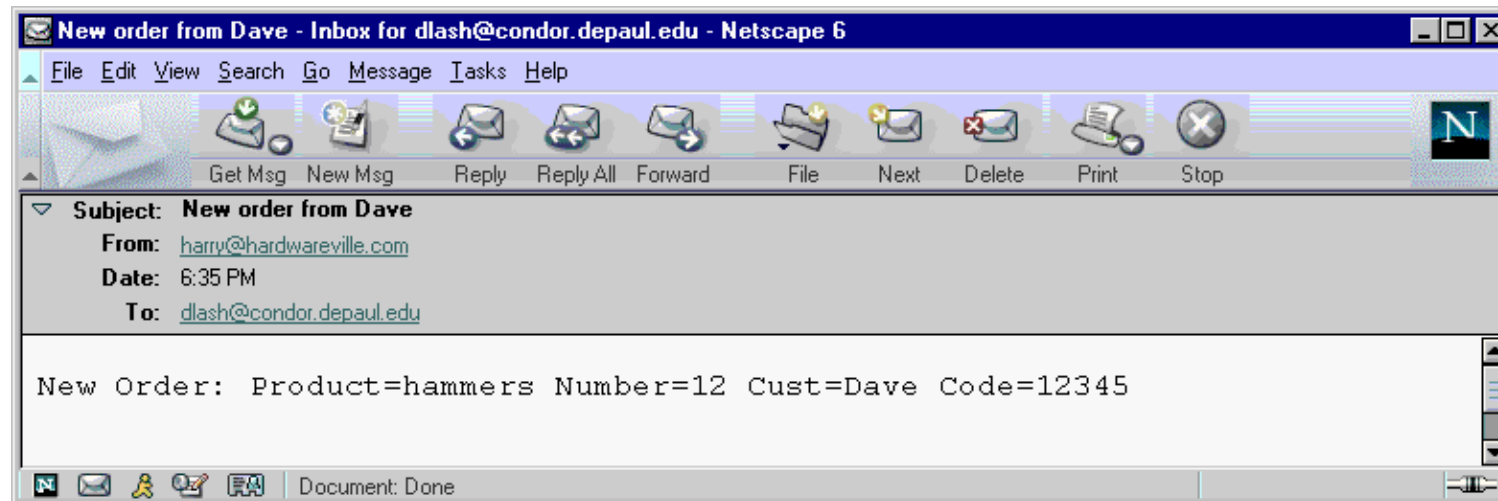 New order from Dave - Inbox for dlash@condor.depaul.edu - Netscape 6
File Edit View Search Go Message Tasks Help
N
Get Msg New Msg Reply Reply All Forward File Next Delete Print Stop
Subject: New order from Dave
From: harry@hardwareville.com
Date: 6:35 PM
To: dlash@condor.depaul.edu
New Order: Product=hammers Number=12 Cust=Dave Code=12345
N Document: Done